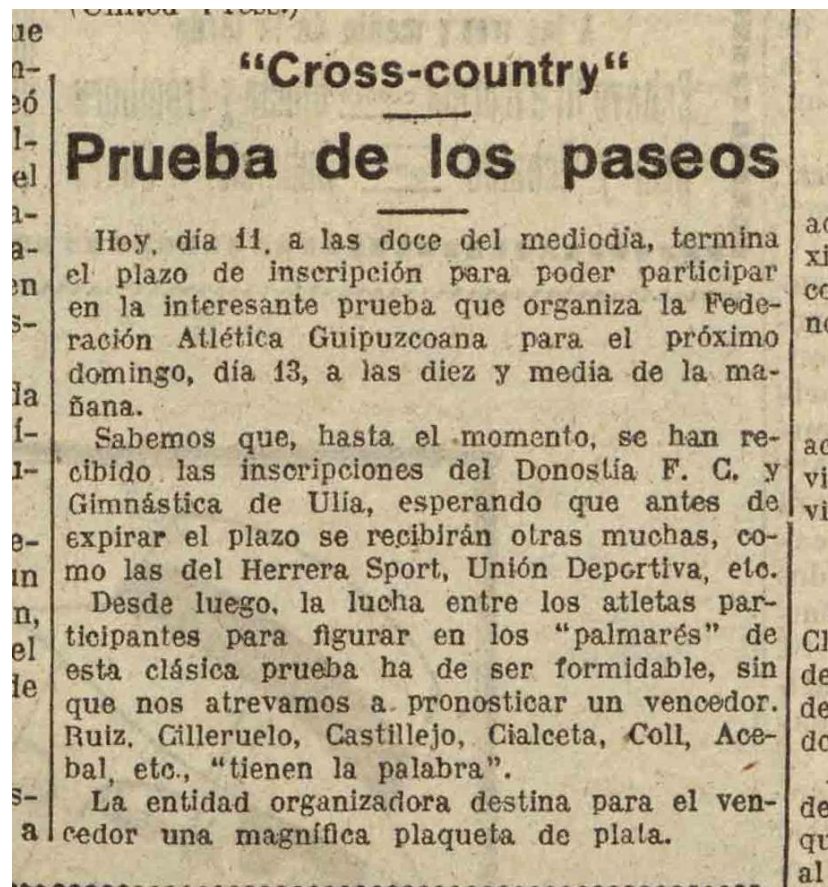 (United Press.)
"Cross-country"
Prueba de los paseos
Hoy, día 11, a las doce del mediodía, termina
el plazo de inscripción para poder participar
en la interesante prueba que organiza la Fede-
ración Atlética Guipuzcoana para el próximo
domingo, día 13, a las diez y media de la ma-
ñana.
Sabemos que, hasta el momento, se han re-
cibido las inscripciones del Donostia F. C. y
Gimnástica de Ulía, esperando que antes de
expirar el plazo se recibirán otras muchas, co-
mo las del Herrera Sport, Unión Deportiva, etc.
Desde luego, la lucha entre los atletas par-
ticipantes para figurar en los "palmarés" de
esta clásica prueba ha de ser formidable, sin
que nos atrevamos a pronosticar un vencedor.
Ruiz, Cilleruelo, Castillejo, Cialceta, Coll, Ace-
bal, etc., "tienen la palabra".
La entidad organizadora destina para el ven-
cedor una magnífica plaqueta de plata.